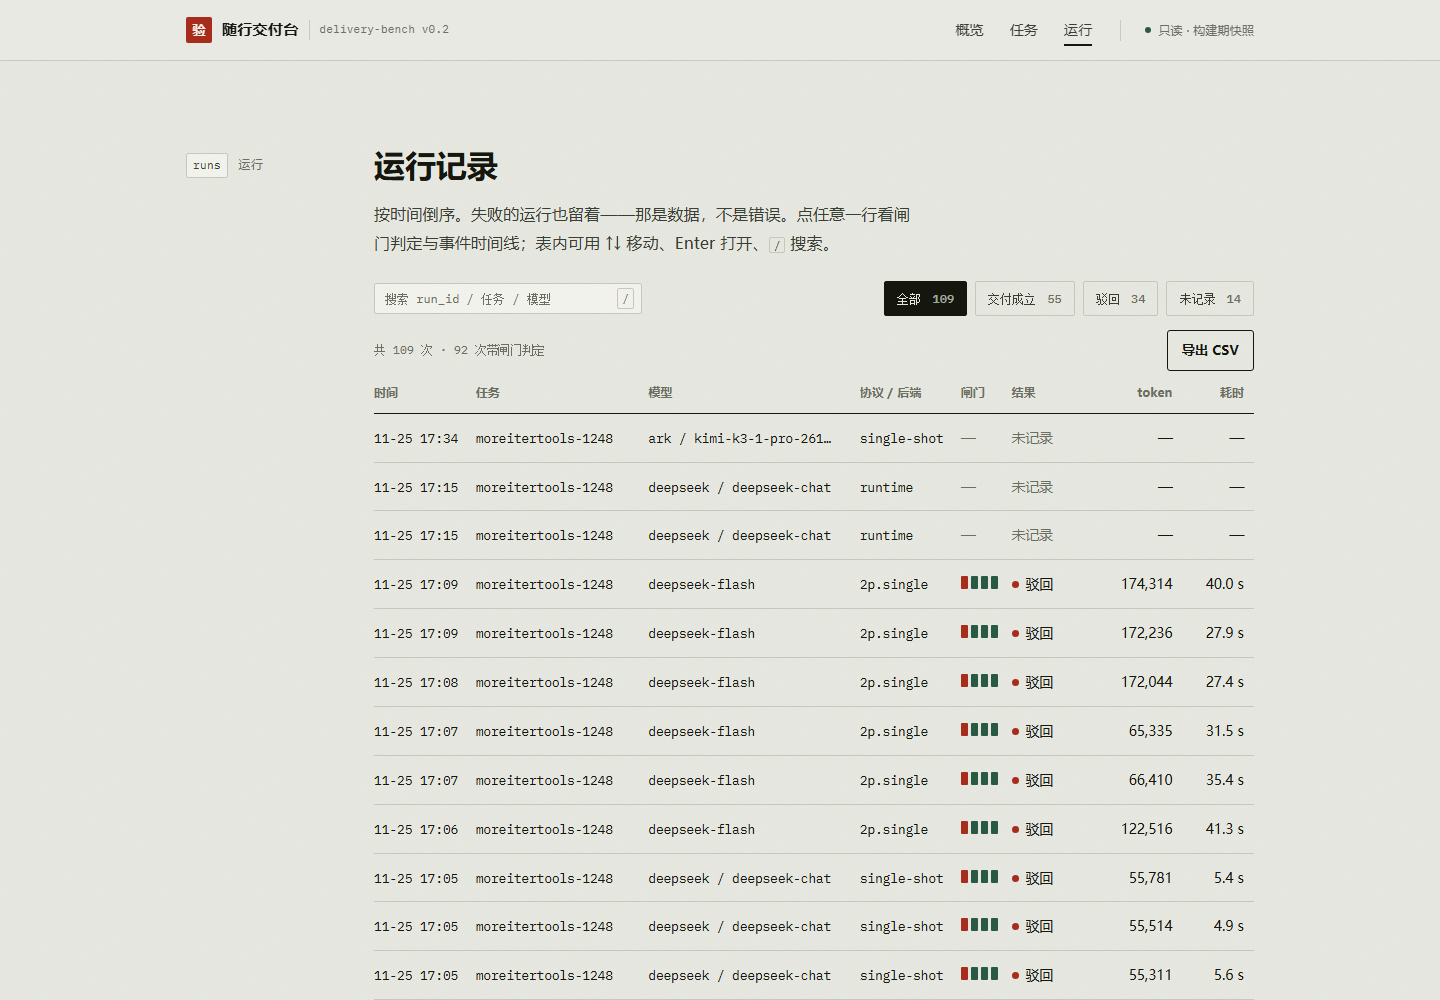 验 随行交付台 delivery-bench v0.2 概览 任务 运行 只读 · 构建期快照
runs 运行
运行记录
按时间倒序。失败的运行也留着——那是数据，不是错误。点任意一行看闸
门判定与事件时间线；表内可用 ↑↓ 移动、Enter 打开、 / 搜索。
搜索 run_id / 任务 / 模型 / 全部 109 交付成立 55 驳回 34 未记录 14
共 109 次 · 92 次带闸门判定 导出 CSV
时间 任务 模型 协议 / 后端 闸门 结果 token 耗时
11-25 17:34 moreitertools-1248 ark / kimi-k3-1-pro-261… single-shot — 未记录 — —
11-25 17:15 moreitertools-1248 deepseek / deepseek-chat runtime — 未记录 — —
11-25 17:15 moreitertools-1248 deepseek / deepseek-chat runtime — 未记录 — —
11-25 17:09 moreitertools-1248 deepseek-flash 2p.single 驳回 174,314 40.0 s
11-25 17:09 moreitertools-1248 deepseek-flash 2p.single 驳回 172,236 27.9 s
11-25 17:08 moreitertools-1248 deepseek-flash 2p.single 驳回 172,044 27.4 s
11-25 17:07 moreitertools-1248 deepseek-flash 2p.single 驳回 65,335 31.5 s
11-25 17:07 moreitertools-1248 deepseek-flash 2p.single 驳回 66,410 35.4 s
11-25 17:06 moreitertools-1248 deepseek-flash 2p.single 驳回 122,516 41.3 s
11-25 17:05 moreitertools-1248 deepseek / deepseek-chat single-shot 驳回 55,781 5.4 s
11-25 17:05 moreitertools-1248 deepseek / deepseek-chat single-shot 驳回 55,514 4.9 s
11-25 17:05 moreitertools-1248 deepseek / deepseek-chat single-shot 驳回 55,311 5.6 s